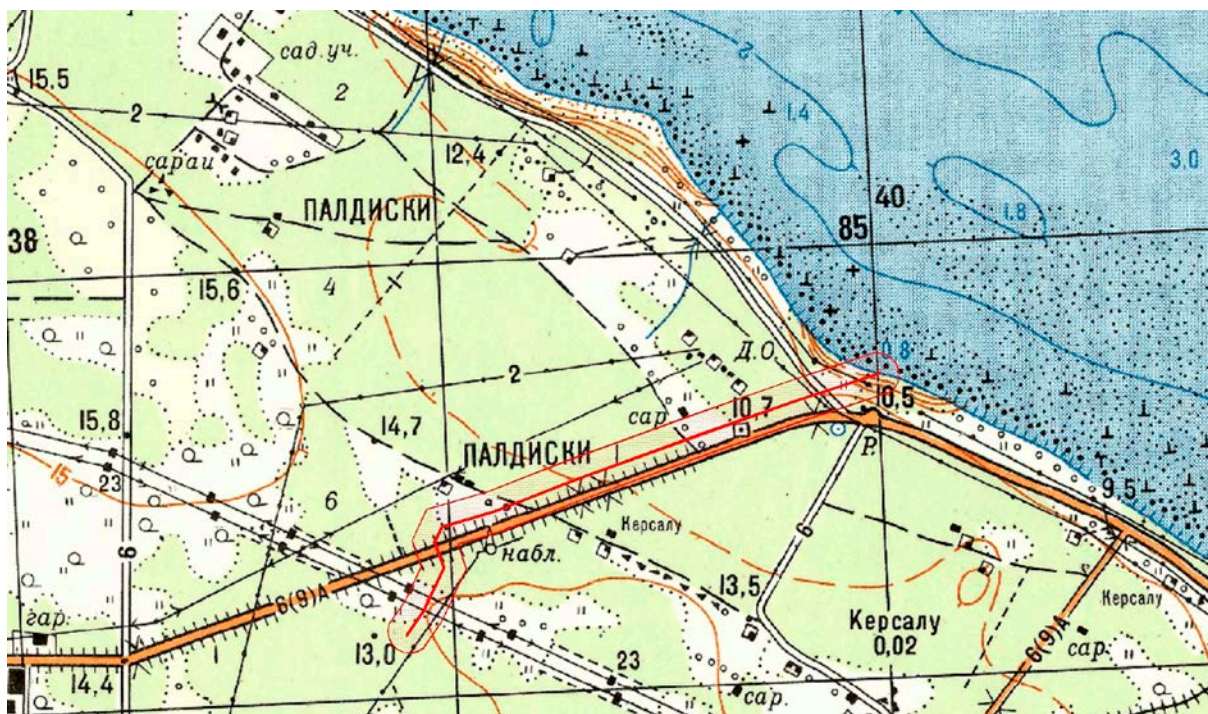 15.5
сад. уч.
2
2
1.4
2
12,4
сараи
3.0
ПАЛДИСКИ
40
1.8
38
85
15,6
4
0.8
Д.О.
2
10,5
10,7
сар
15,8
14,7
ПАЛДИСКИ
15
23
Р.
9,5
6
6
Керсалу
набл.
6
6(9)А
13,5
гар.
Керсалу
Керсалу
0,02
6(9)А
сар.
13,0
23
14,4
сар.